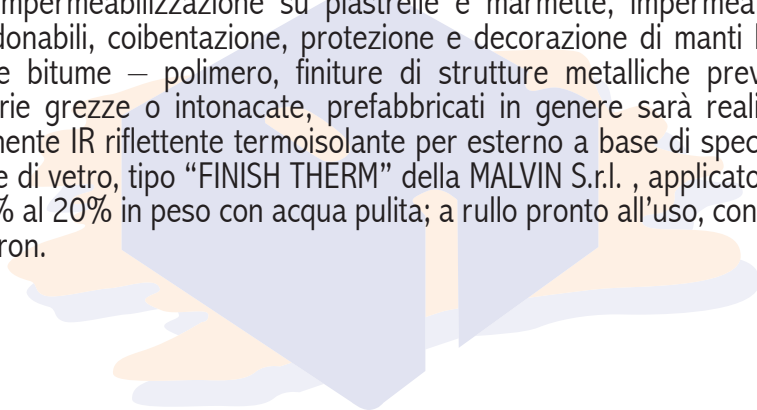 impermeabilizzazione su piastrelle e marmette, impermea
donabili, coibentazione, protezione e decorazione di manti
e bitume – polimero, finiture di strutture metalliche prev
rie grezze o intonacate, prefabbricati in genere sarà reali
nente IR riflettente termoisolante per esterno a base di spec
e di vetro, tipo “FINISH THERM” della MALVIN S.r.l. , applicato
% al 20% in peso con acqua pulita; a rullo pronto all’uso, con
ron.